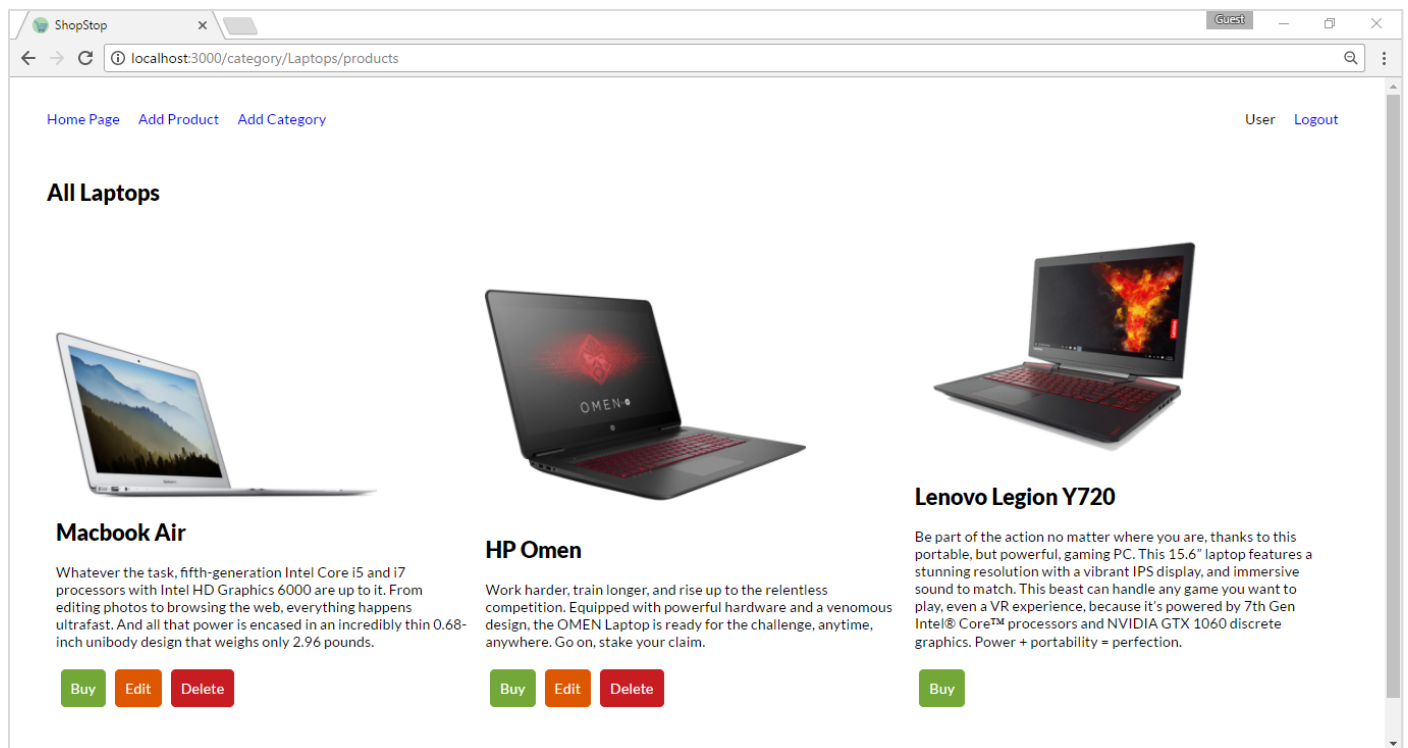 ShopStop
Guest
localhost:3000/category/Laptops/products
Home Page Add Product Add Category
User Logout
All Laptops
OMEN
Macbook Air
Whatever the task, fifth-generation Intel Core i5 and i7
processors with Intel HD Graphics 6000 are up to it. From
editing photos to browsing the web, everything happens
ultrafast. And all that power is encased in an incredibly thin 0.68-
inch unibody design that weighs only 2.96 pounds.
Buy Edit Delete
HP Omen
Work harder, train longer, and rise up to the relentless
competition. Equipped with powerful hardware and a venomous
design, the OMEN Laptop is ready for the challenge, anytime,
anywhere. Go on, stake your claim.
Buy Edit Delete
Lenovo Legion Y720
Be part of the action no matter where you are, thanks to this
portable, but powerful, gaming PC. This 15.6” laptop features a
stunning resolution with a vibrant IPS display, and immersive
sound to match. This beast can handle any game you want to
play, even a VR experience, because it's powered by 7th Gen
Intel® Core™ processors and NVIDIA GTX 1060 discrete
graphics. Power + portability = perfection.
Buy